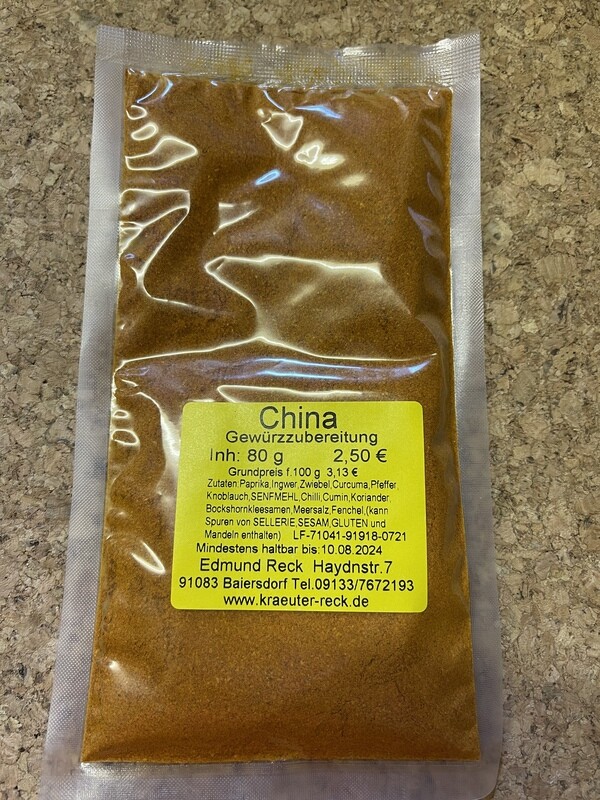 China
Gewürzzubereitung
Inh: 80 g 2,50 €
Grundpreis f.100 g 3,13 €
Zutaten:Paprika,Ingwer,Zwiebel,Curcuma,Pfeffer,
Knoblauch,SENFMEHL,Chilli,Cumin,Koriander,
Bockshornkleesamen,Meersalz,Fenchel,(kann
Spuren von SELLERIE,SESAM,GLUTEN und
Mandeln enthalten) LF-71041-91918-0721
Mindestens haltbar bis:10.08.2024
Edmund Reck Haydnstr.7
91083 Baiersdorf Tel.09133/7672193
www.kraeuter-reck.de